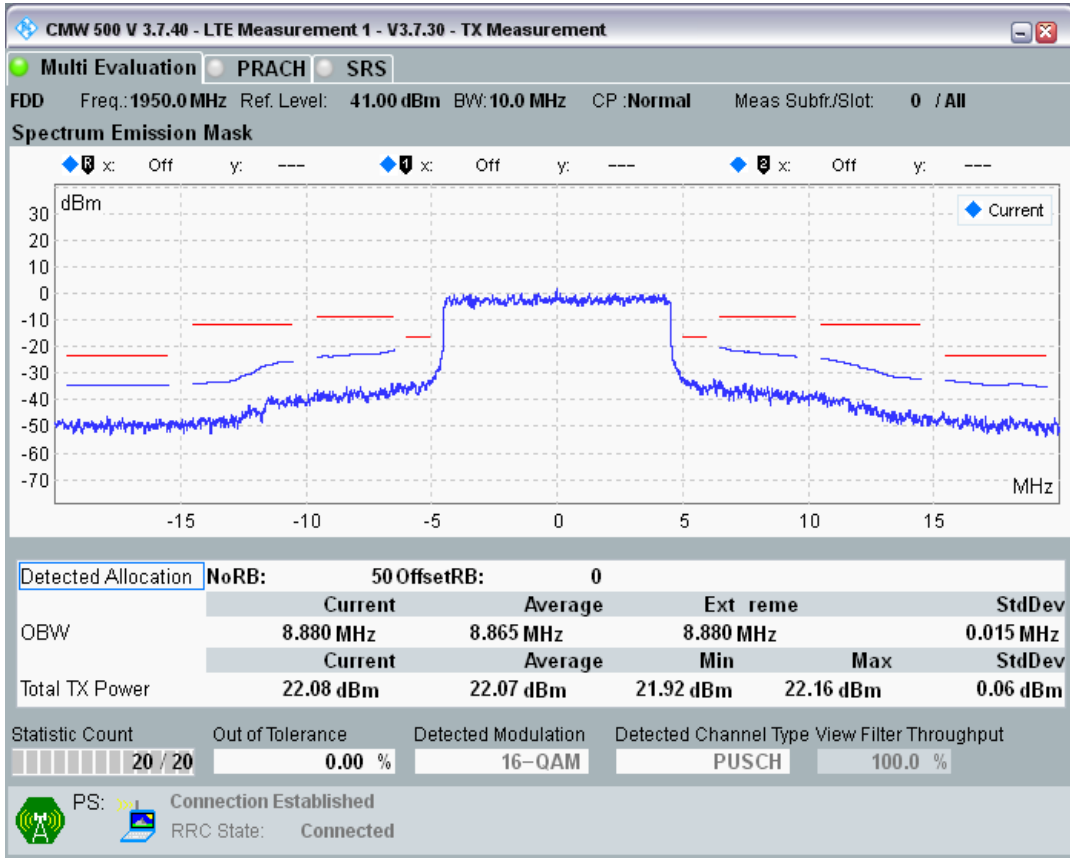 CMW 500 V 3.7.40 - LTE Measurement 1 - V3.7.30 - TX Measurement
Multi Evaluation PRACH SRS
FDD Freq.: 1950.0 MHz Ref. Level: 41.00 dBm BW: 10.0 MHz CP :Normal Meas Subfr./Slot: 0 / All
Spectrum Emission Mask
R x: Off y: --- 1 x: Off y: --- 2 x: Off y: ---
dBm
Current
30
20
10
0
-10
-20
-30
-40
-50
-60
-70
MHz
-15 -10 -5 0 5 10 15
Detected Allocation NoRB: 50 OffsetRB: 0
Current Average Ext reme StdDev
OBW 8.880 MHz 8.865 MHz 8.880 MHz 0.015 MHz
Current Average Min Max StdDev
Total TX Power 22.08 dBm 22.07 dBm 21.92 dBm 22.16 dBm 0.06 dBm
Statistic Count Out of Tolerance Detected Modulation Detected Channel Type View Filter Throughput
20 / 20 0.00 % 16-QAM PUSCH 100.0 %
PS: Connection Established
RRC State: Connected